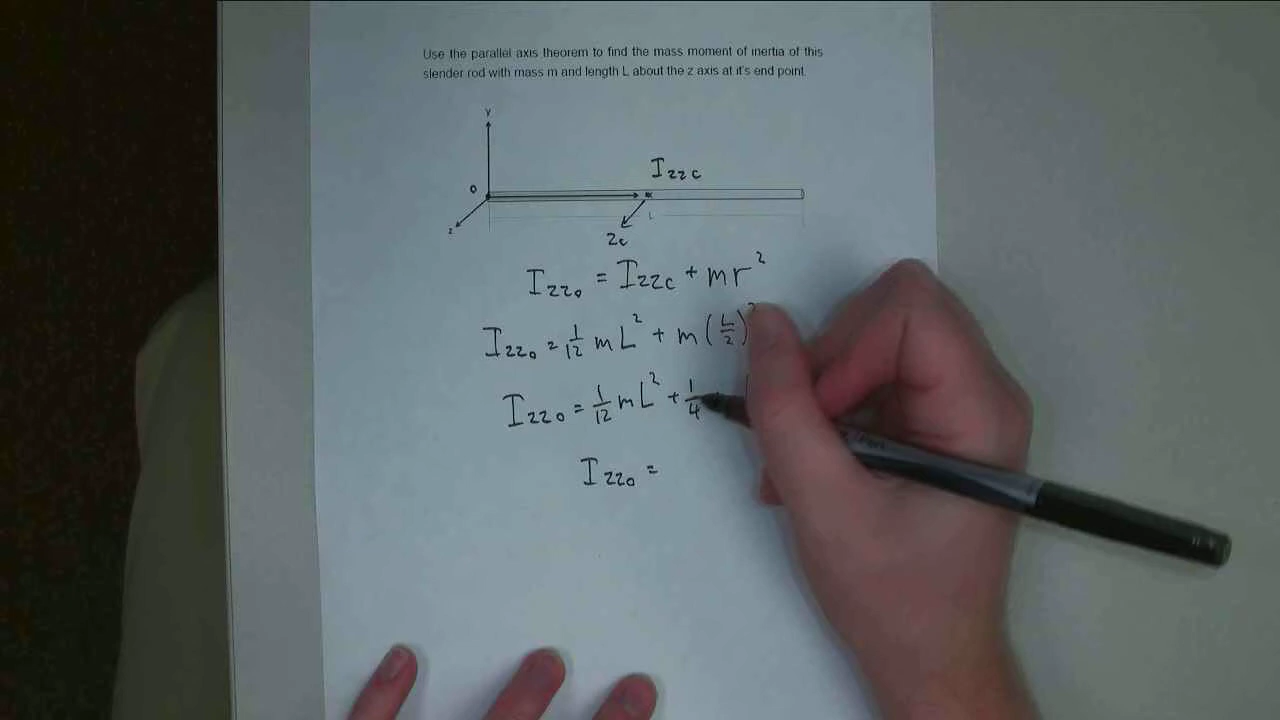 Use the parallel axis theorem to find the mass moment of inertia of this
slender rod with mass m and length L about the z axis at it's end point.
y
Izzc
o
z
L
zc
Izzo = Izzc + mr²
Izzo = 1/12 mL² + m(L/2)²
Izzo = 1/12 mL² + 1/4
Izzo =